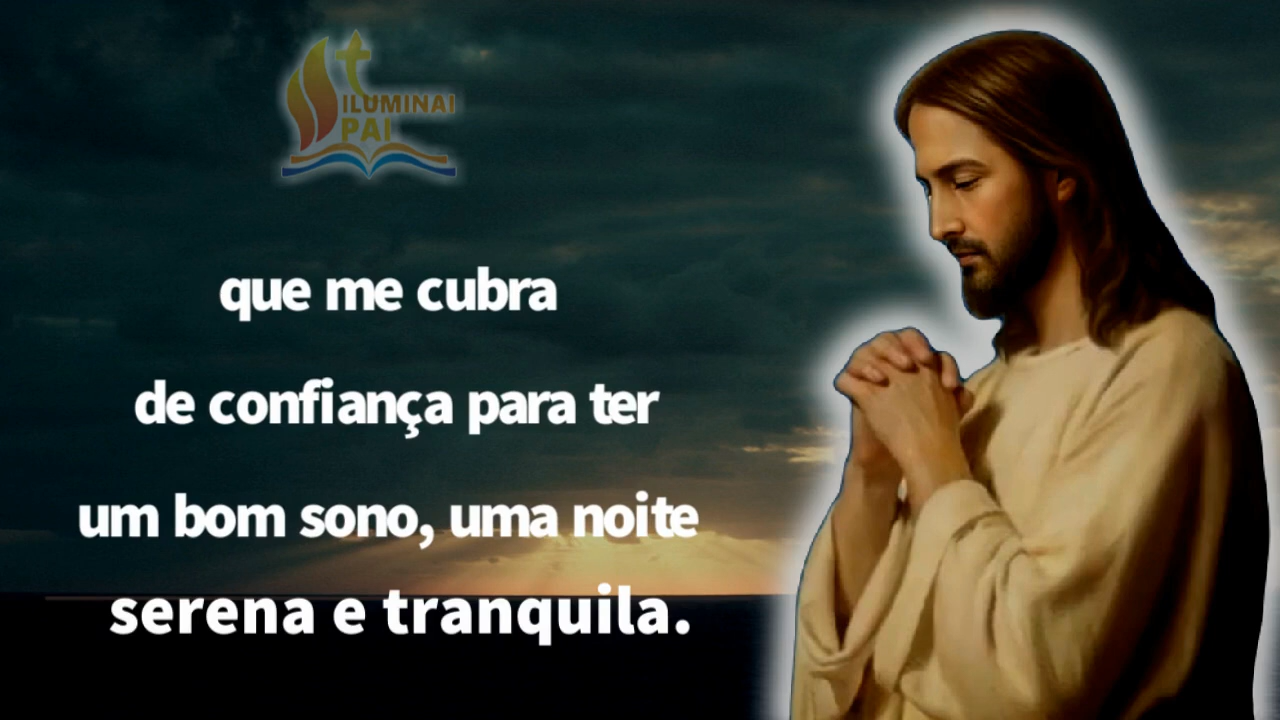 ILUMINAI
PAI
que me cubra
de confiança para ter
um bom sono, uma noite
serena e tranquila.